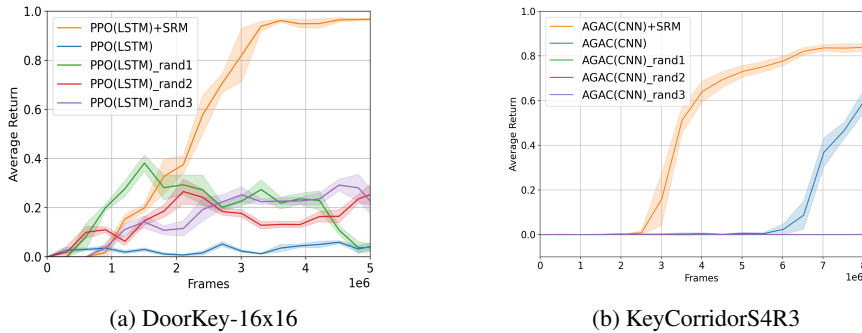 PPO(LSTM)+SRM
PPO(LSTM)
PPO(LSTM)_rand1
PPO(LSTM)_rand2
PPO(LSTM)_rand3
Average Return
1.0
0.8
0.6
0.4
0.2
0.0
0 1 2 3 4 5
Frames 1e6
(a) DoorKey-16x16
AGAC(CNN)+SRM
AGAC(CNN)
AGAC(CNN)_rand1
AGAC(CNN)_rand2
AGAC(CNN)_rand3
Average Return
1.0
0.8
0.6
0.4
0.2
0.0
0 1 2 3 4 5 6 7 8
Frames 1e6
(b) KeyCorridorS4R3